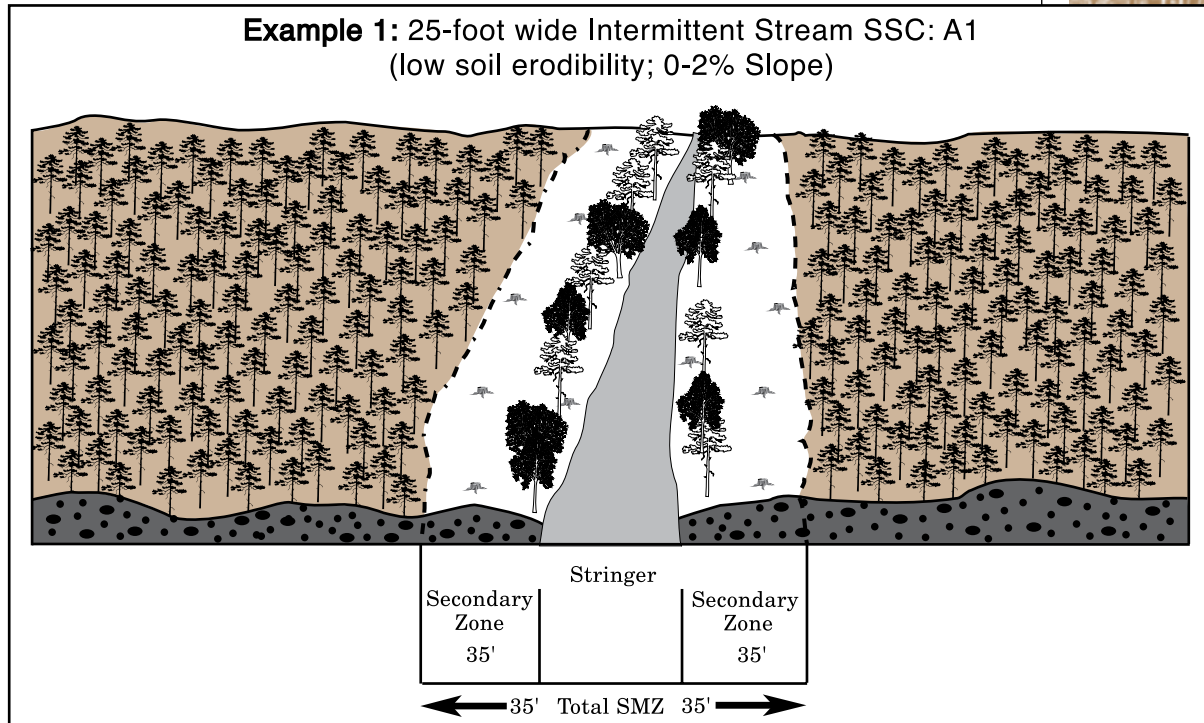 Example 1: 25-foot wide Intermittent Stream SSC: A1
(low soil erodibility; 0-2% Slope)
Stringer
Secondary
Zone
35'
Secondary
Zone
35'
35' Total SMZ 35'